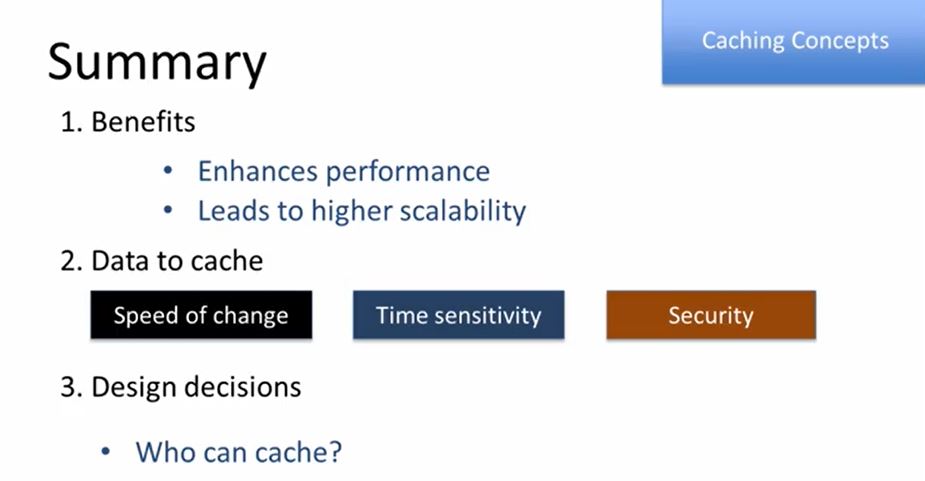 Caching Concepts
Summary
1. Benefits
• Enhances performance
• Leads to higher scalability
2. Data to cache
Speed of change
Time sensitivity
Security
3. Design decisions
• Who can cache?